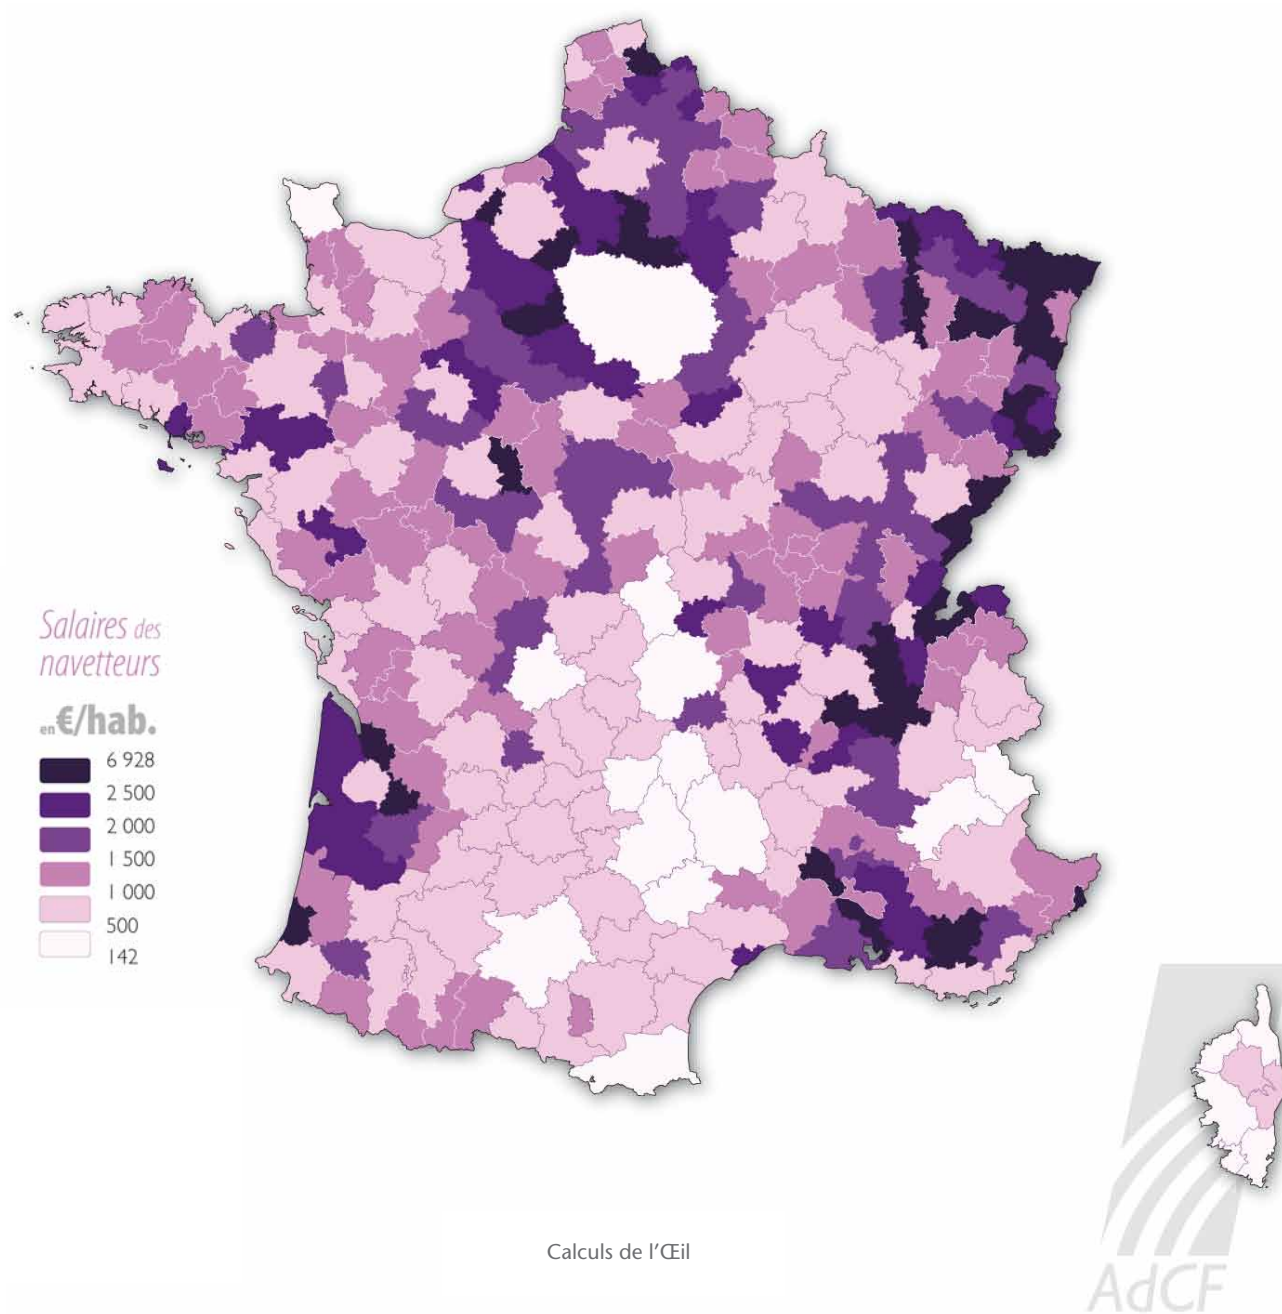 Salaires des
navetteurs
en €/hab.
6 928
2 500
2 000
1 500
1 000
500
142
Calculs de l'Œil
AdCF